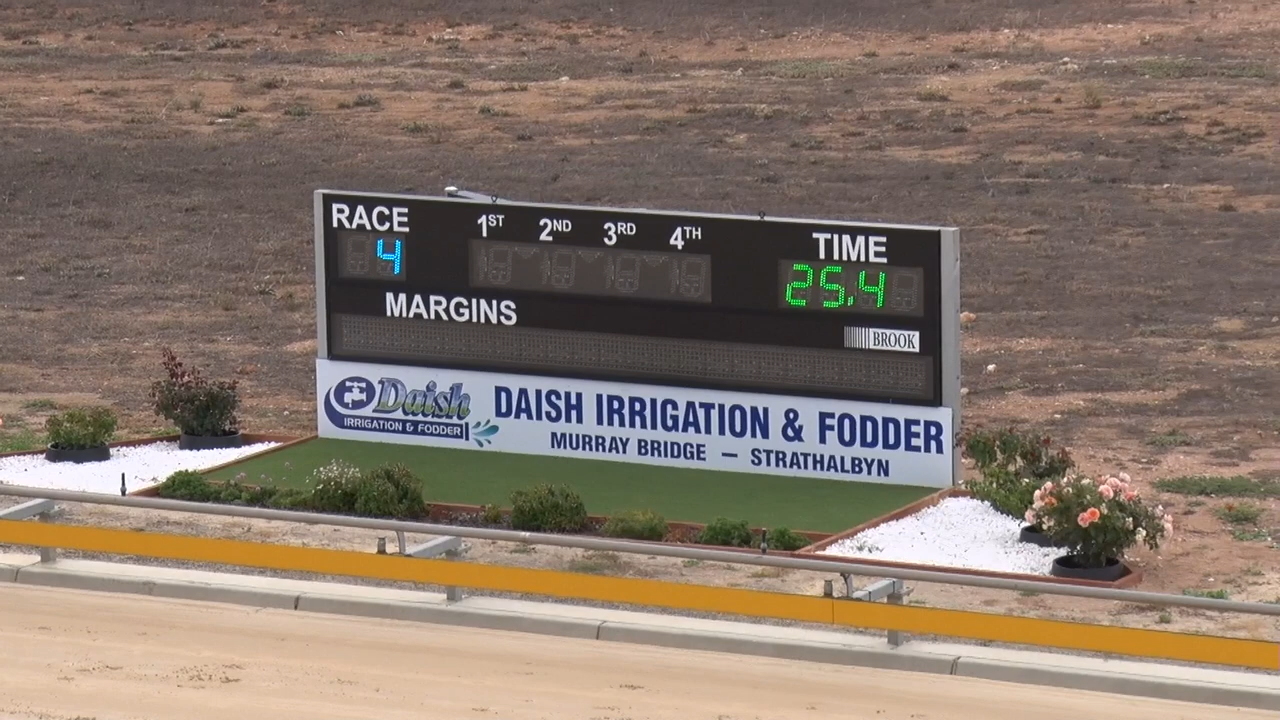 RACE 1ST 2ND 3RD 4TH TIME
4 25.4
MARGINS
BROOK
Daish
IRRIGATION & FODDER
DAISH IRRIGATION & FODDER
MURRAY BRIDGE – STRATHALBYN